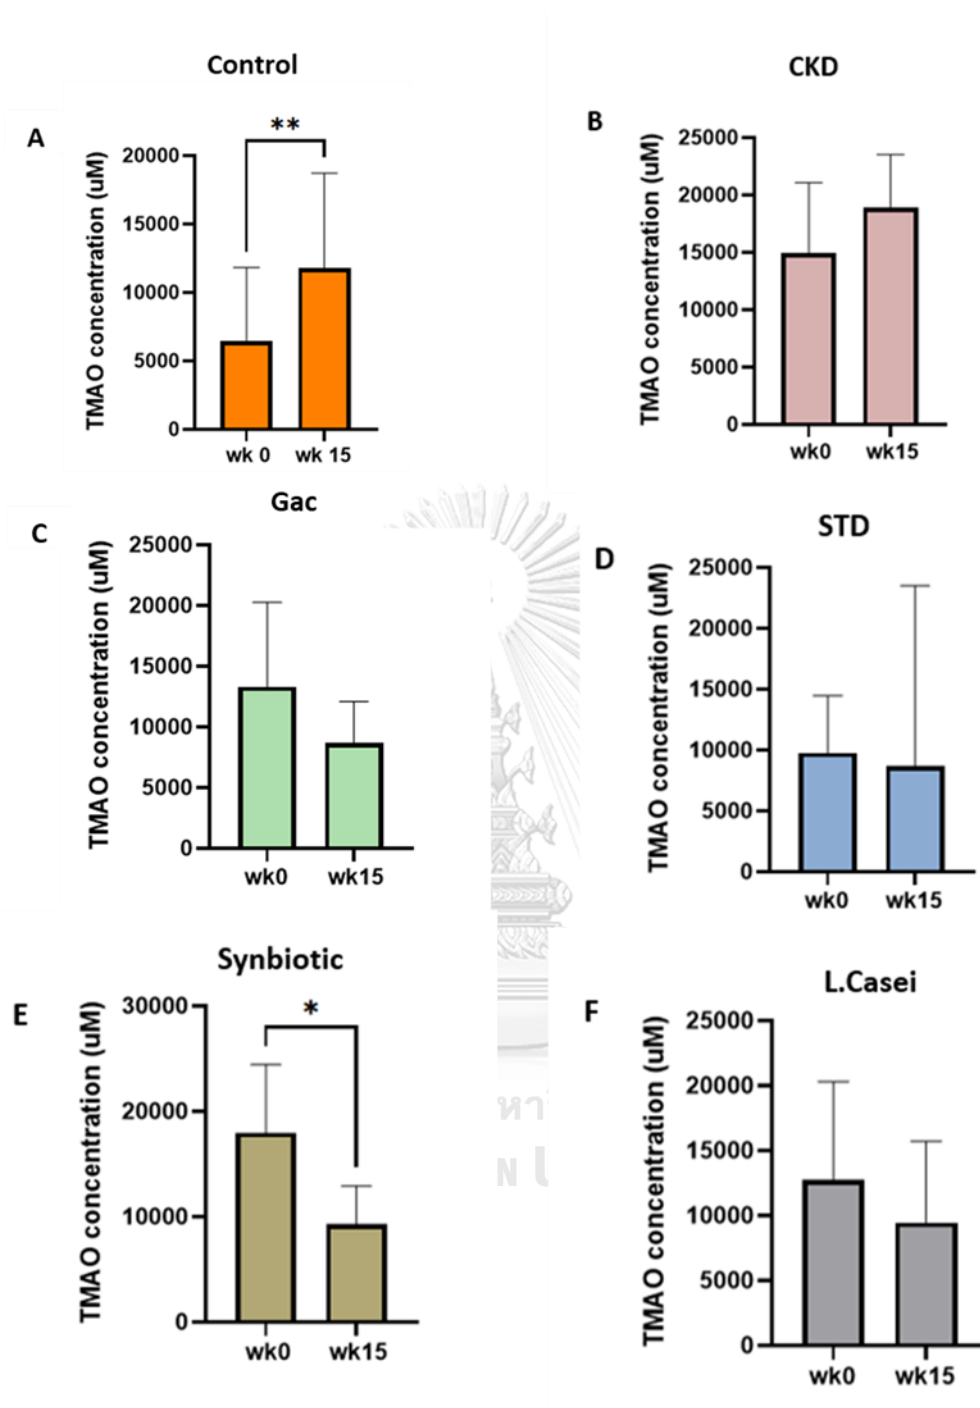 Control
A
**
TMAO concentration (uM)
20000
15000
10000
5000
0
wk 0 wk 15
CKD
B
TMAO concentration (uM)
25000
20000
15000
10000
5000
0
wk0 wk15
Gac
C
TMAO concentration (uM)
25000
20000
15000
10000
5000
0
wk0 wk15
STD
D
TMAO concentration (uM)
25000
20000
15000
10000
5000
0
wk0 wk15
Synbiotic
E
*
TMAO concentration (uM)
30000
20000
10000
0
wk0 wk15
L.Casei
F
TMAO concentration (uM)
25000
20000
15000
10000
5000
0
wk0 wk15